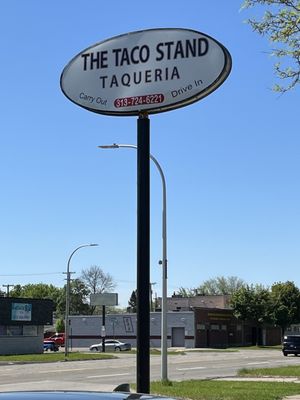 THE TACO STAND
TAQUERIA
Carry Out 313-724-6221 Drive In